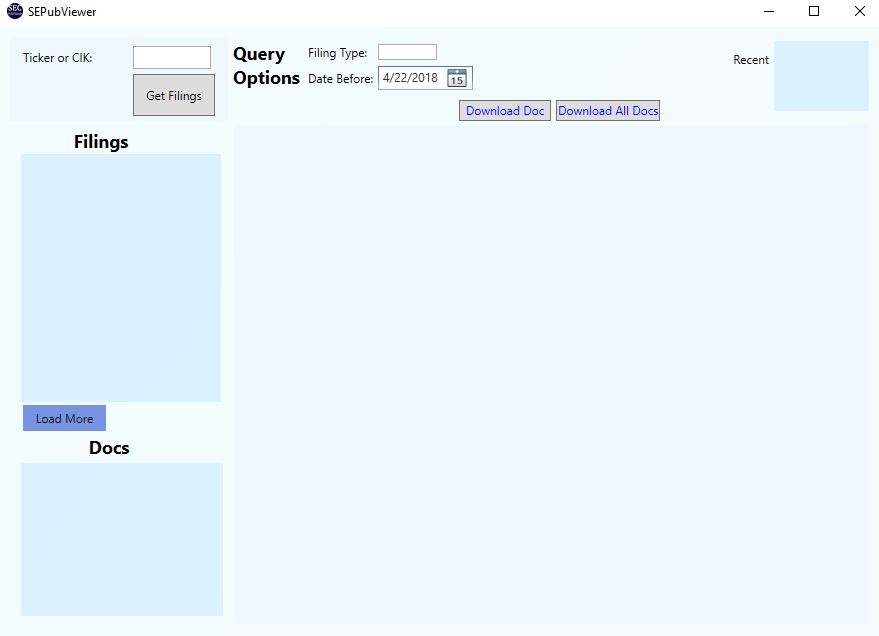 SEC
SEPubViewer
Ticker or CIK:
Get Filings
Query
Options
Filing Type:
Date Before: 4/22/2018 15
Recent
Download Doc Download All Docs
Filings
Load More
Docs